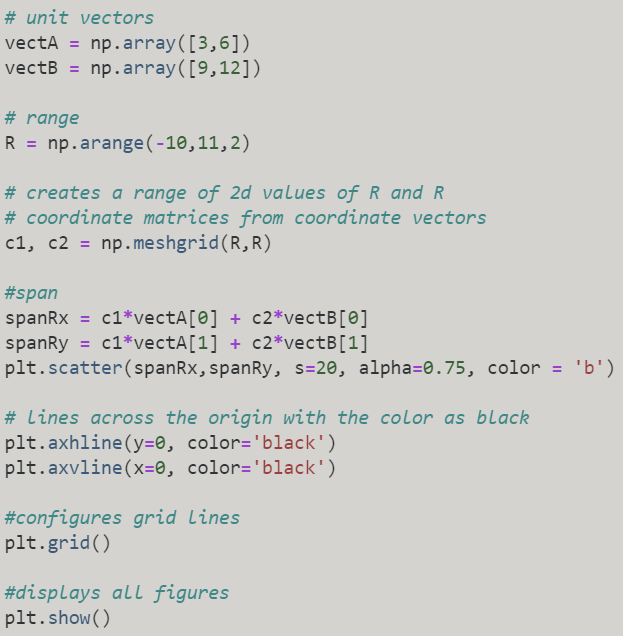 # unit vectors
vectA = np.array([3,6])
vectB = np.array([9,12])
# range
R = np.arange(-10,11,2)
# creates a range of 2d values of R and R
# coordinate matrices from coordinate vectors
c1, c2 = np.meshgrid(R,R)
#span
spanRx = c1*vectA[0] + c2*vectB[0]
spanRy = c1*vectA[1] + c2*vectB[1]
plt.scatter(spanRx,spanRy, s=20, alpha=0.75, color = 'b')
# lines across the origin with the color as black
plt.axhline(y=0, color='black')
plt.axvline(x=0, color='black')
#configures grid lines
plt.grid()
#displays all figures
plt.show()